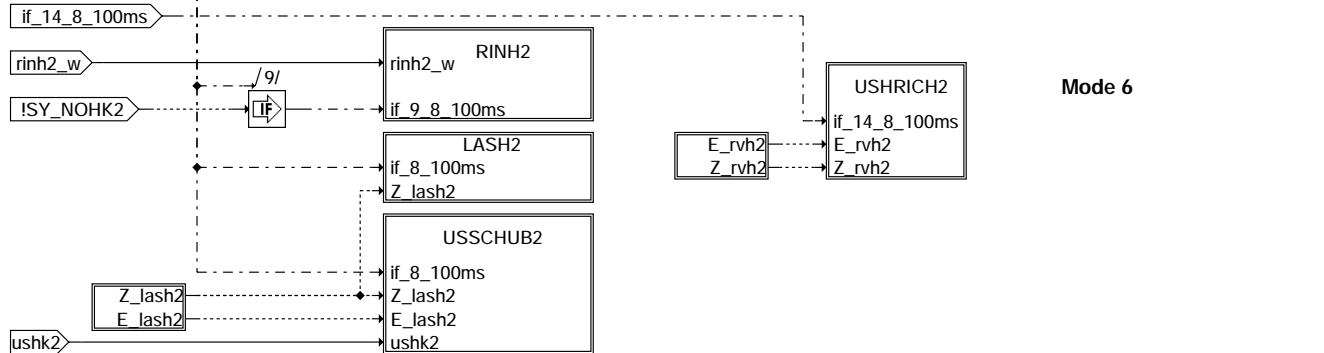 if_14_8_100ms
rinh2_w
!SY_NOHK2
/9/
IF
RINH2
rinh2_w
if_9_8_100ms
LASH2
if_8_100ms
Z_lash2
USSCHUB2
if_8_100ms
Z_lash2
E_lash2
ushk2
Z_lash2
E_lash2
ushk2
USHRICH2
if_14_8_100ms
E_rvh2
Z_rvh2
E_rvh2
Z_rvh2
Mode 6